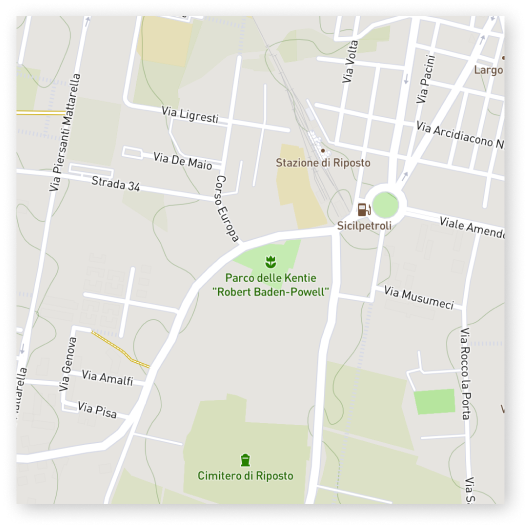 Via Volta
Via Pacini
Largo
Via Piersanti Mattarella
Via Ligresti
Via Arcidiacono N
Stazione di Riposto
Via De Maio
Strada 34
Corso Europa
Sicilpetroli
Viale Amendo
Parco delle Kentie
"Robert Baden-Powell"
Via Musumeci
Via Rocco la Porta
Via Genova
Via Amalfi
Via Pisa
attarella
Cimitero di Riposto
Via S